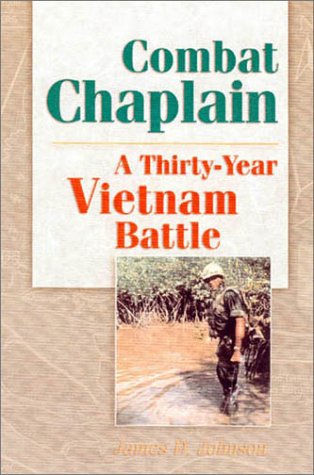 Combat
Chaplain
A Thirty-Year
Vietnam
Battle
James D. Johnson